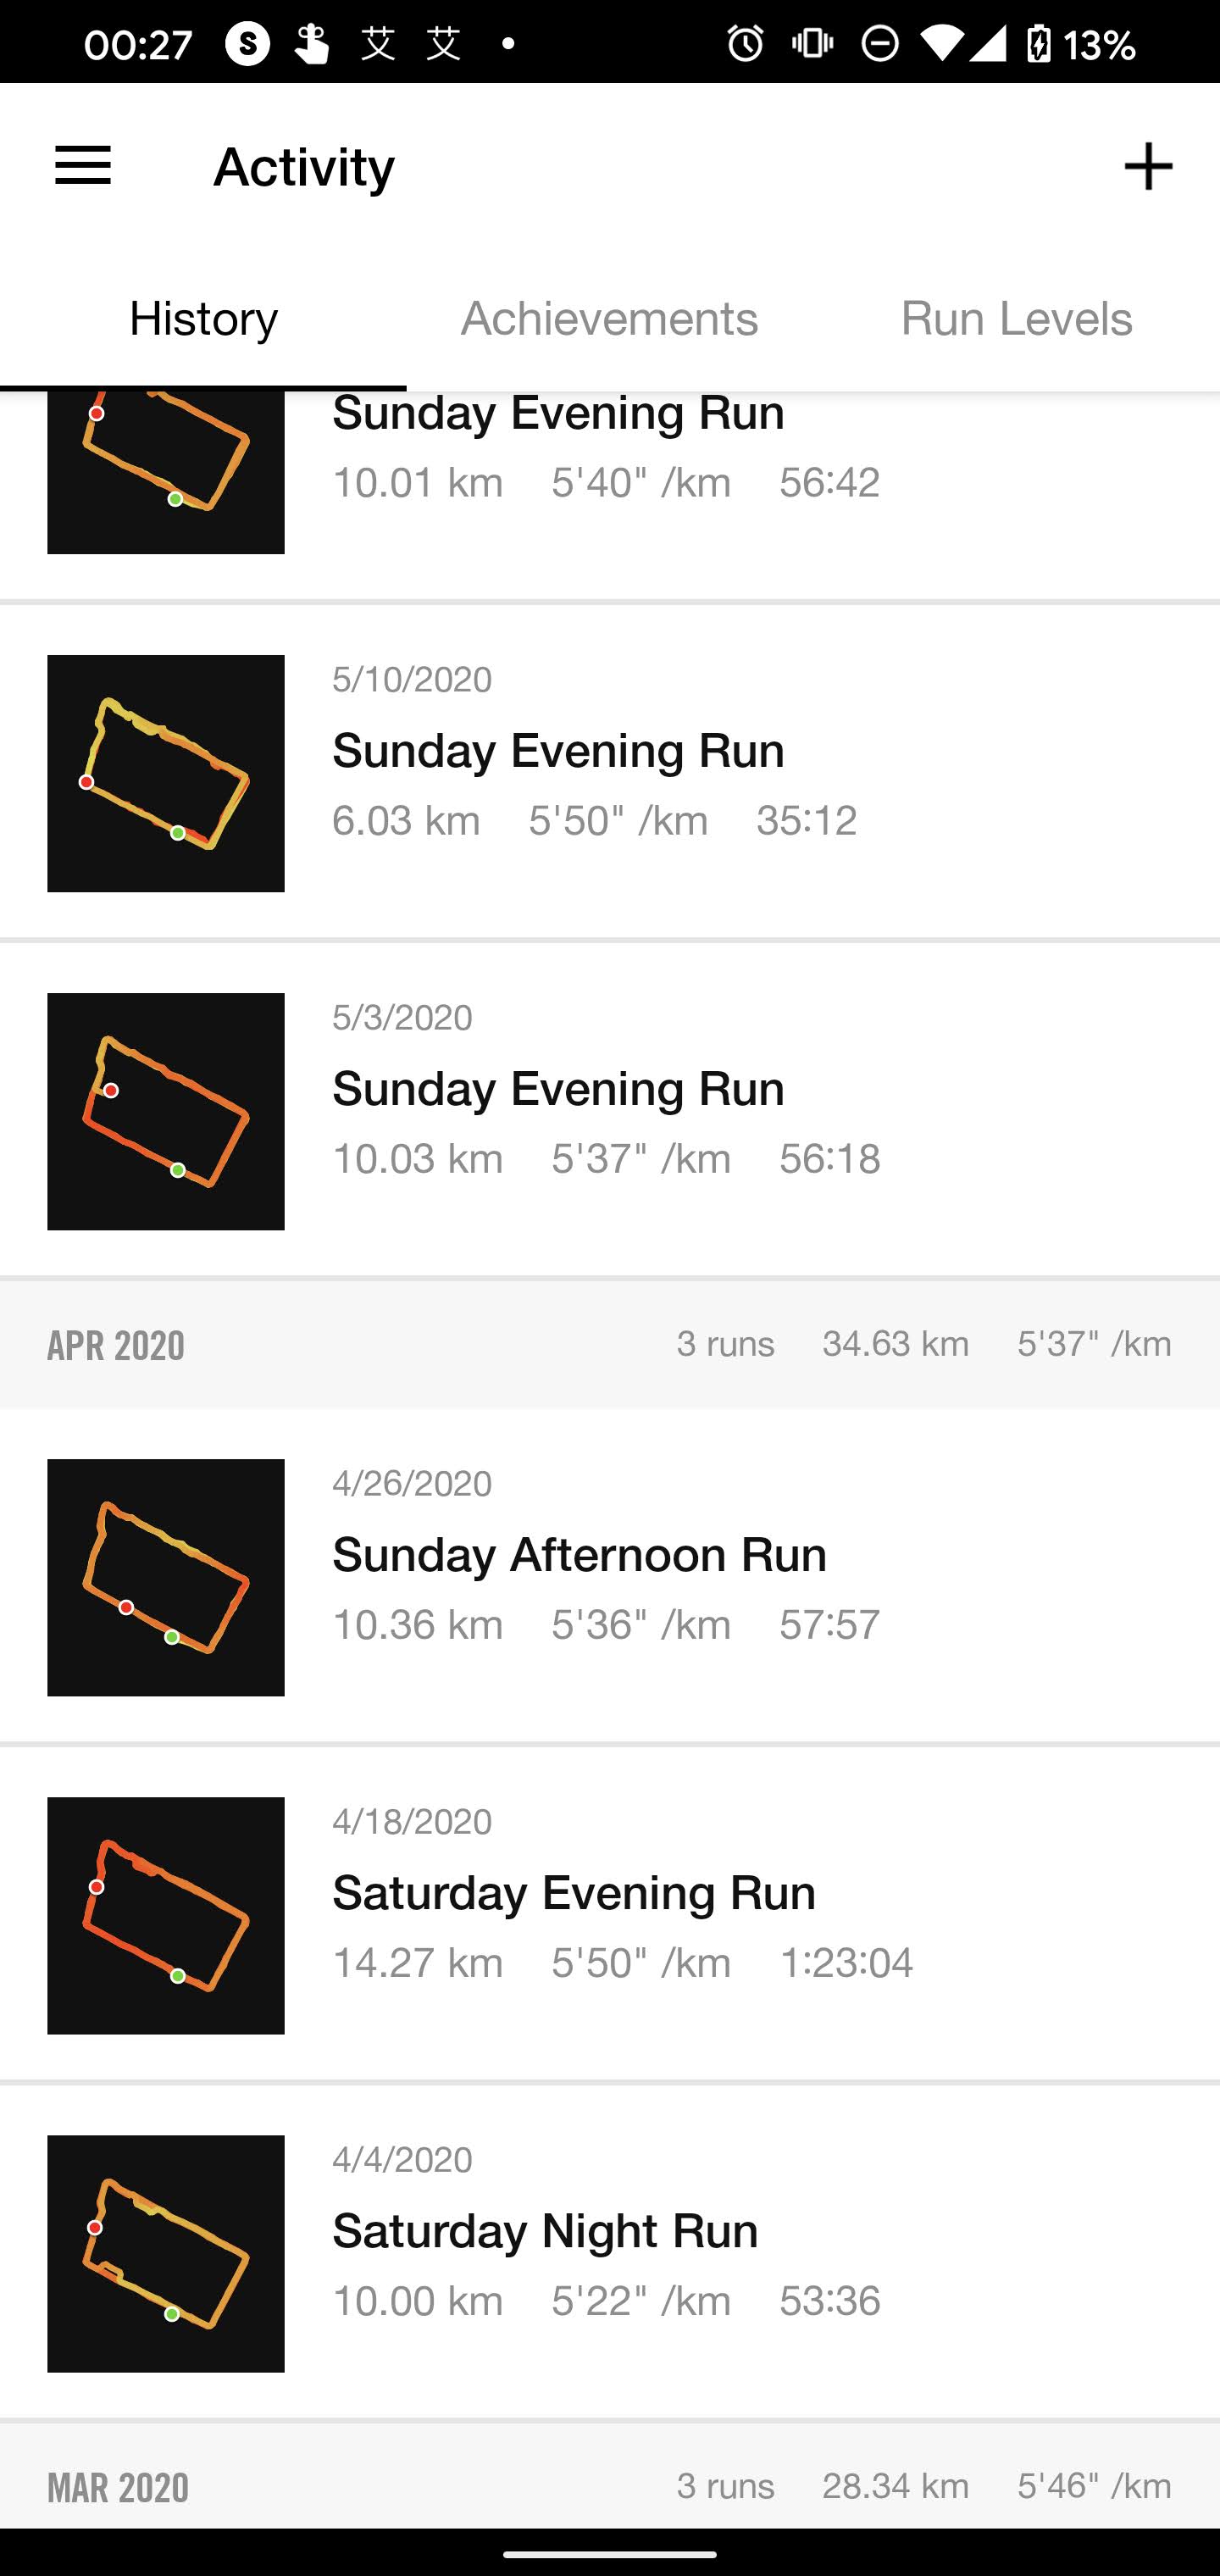 00:27 S 艾 艾 13%
Activity
History Achievements Run Levels
Sunday Evening Run
10.01 km 5'40" /km 56:42
5/10/2020
Sunday Evening Run
6.03 km 5'50" /km 35:12
5/3/2020
Sunday Evening Run
10.03 km 5'37" /km 56:18
APR 2020 3 runs 34.63 km 5'37" /km
4/26/2020
Sunday Afternoon Run
10.36 km 5'36" /km 57:57
4/18/2020
Saturday Evening Run
14.27 km 5'50" /km 1:23:04
4/4/2020
Saturday Night Run
10.00 km 5'22" /km 53:36
MAR 2020 3 runs 28.34 km 5'46" /km